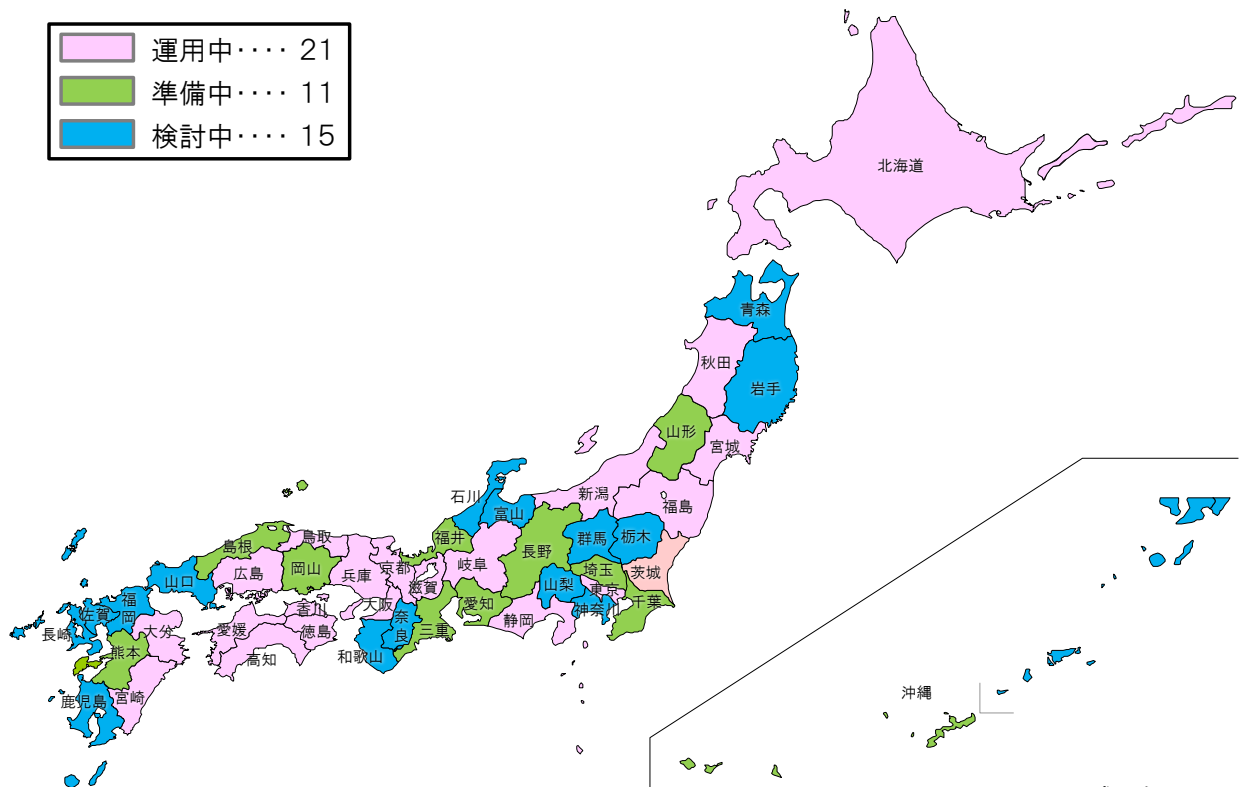 運用中‥‥ 21
準備中‥‥ 11
検討中‥‥ 15
北海道
青森
秋田
岩手
山形
宮城
新潟
福島
石川
富山
福井
長野
群馬
栃木
島根
鳥取
岡山
広島
山口
兵庫
京都
滋賀
岐阜
山梨
埼玉
茨城
東京
千葉
神奈川
静岡
愛知
三重
奈良
大阪
和歌山
香川
徳島
愛媛
高知
福岡
佐賀
長崎
大分
熊本
宮崎
鹿児島
沖縄